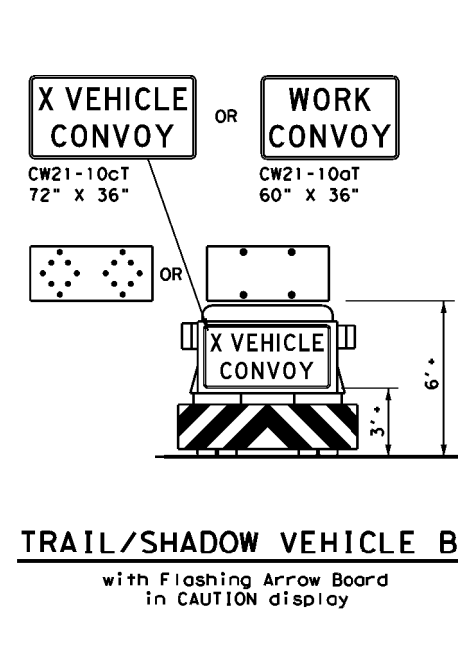 X VEHICLE
CONVOY
OR
WORK
CONVOY
CW21-10cT
72" X 36"
CW21-10aT
60" X 36"
OR
X VEHICLE
CONVOY
6'+
3'+
TRAIL/SHADOW VEHICLE B
with Flashing Arrow Board
in CAUTION display